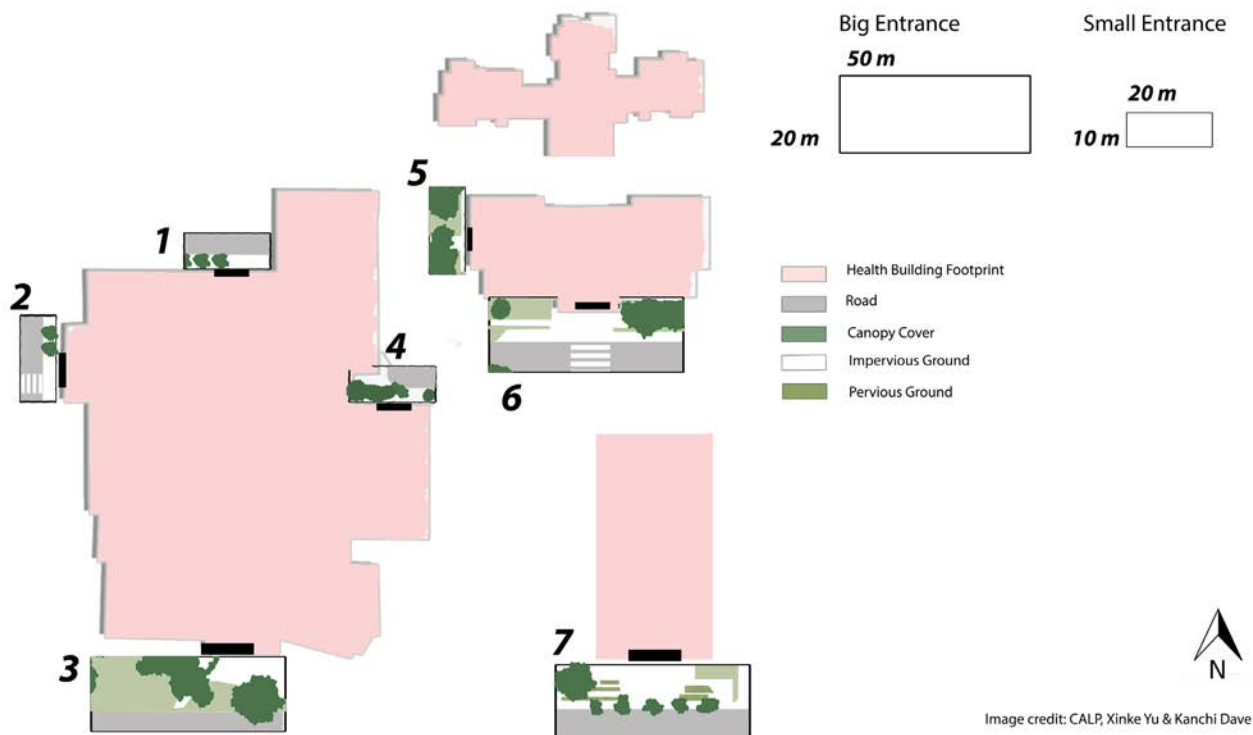 Big Entrance
Small Entrance
50 m
20 m
20 m
10 m
5
1
2
4
6
3
7
Health Building Footprint
Road
Canopy Cover
Impervious Ground
Pervious Ground
N
Image credit: CALP, Xinke Yu & Kanchi Dave